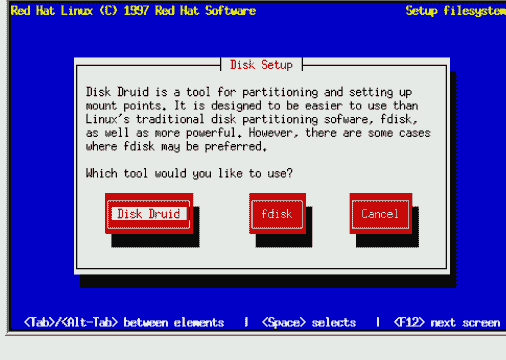 Red Hat Linux (C) 1997 Red Hat Software Setup filesystem
Disk Setup
Disk Druid is a tool for partitioning and setting up
mount points. It is designed to be easier to use than
Linux's traditional disk partitioning sofware, fdisk,
as well as more powerful. However, there are some cases
where fdisk may be preferred.
Which tool would you like to use?
Disk Druid fdisk Cancel
<Tab>/<Alt-Tab> between elements | <Space> selects | <F12> next screen